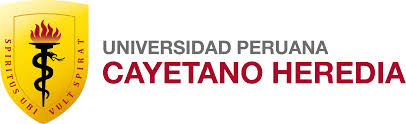 SPIRITUS UBI VULT SPIRAT
UNIVERSIDAD PERUANA
CAYETANO HEREDIA